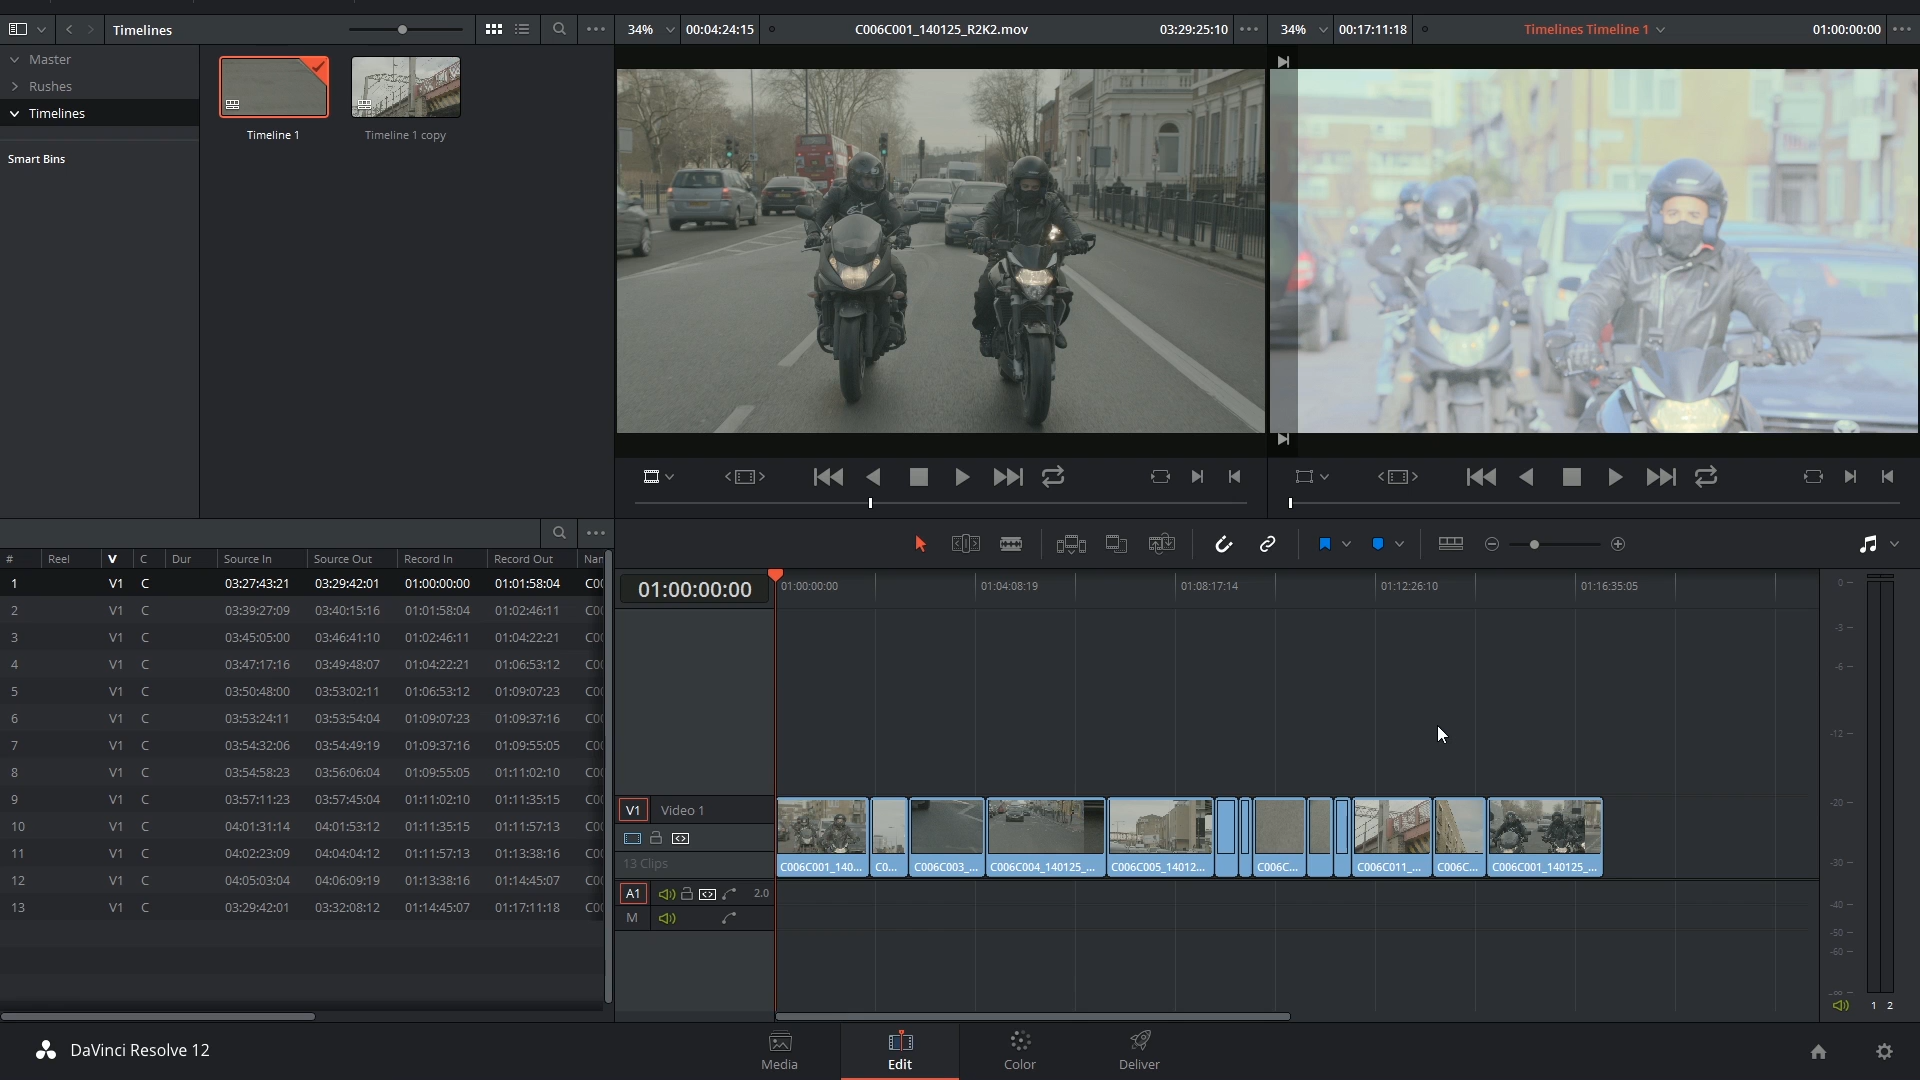 Timelines
34%
00:04:24:15
C006C001_140125_R2K2.mov
03:29:25:10
34%
00:17:11:18
Timelines Timeline 1
01:00:00:00
Master
Rushes
Timelines
Smart Bins
Timeline 1
Timeline 1 copy
# Reel V C Dur Source In Source Out Record In Record Out
1 V1 C 03:27:43:21 03:29:42:01 01:00:00:00 01:01:58:04
2 V1 C 03:39:27:09 03:40:15:16 01:01:58:04 01:02:46:11
3 V1 C 03:45:05:00 03:46:41:10 01:02:46:11 01:04:22:21
4 V1 C 03:47:17:16 03:49:48:07 01:04:22:21 01:06:53:12
5 V1 C 03:50:48:00 03:53:02:11 01:06:53:12 01:09:07:23
6 V1 C 03:53:24:11 03:53:54:04 01:09:07:23 01:09:37:16
7 V1 C 03:54:32:06 03:54:49:19 01:09:37:16 01:09:55:05
8 V1 C 03:54:58:23 03:56:06:04 01:09:55:05 01:11:02:10
9 V1 C 03:57:11:23 03:57:45:04 01:11:02:10 01:11:35:15
10 V1 C 04:01:31:14 04:01:53:12 01:11:35:15 01:11:57:13
11 V1 C 04:02:23:09 04:04:04:12 01:11:57:13 01:13:38:16
12 V1 C 04:05:03:04 04:06:09:19 01:13:38:16 01:14:45:07
13 V1 C 03:29:42:01 03:32:08:12 01:14:45:07 01:17:11:18
01:00:00:00
01:00:00:00 01:04:08:19 01:08:17:14 01:12:26:10 01:16:35:05
V1 Video 1
13 Clips
C006C001_140... C0... C006C003_... C006C004_140125_... C006C005_14012... C006C... C006C011_... C006C... C006C001_140125_...
A1 2.0
M
0
-3
-6
-12
-20
-30
-40
-50
-60
1 2
DaVinci Resolve 12
Media
Edit
Color
Deliver